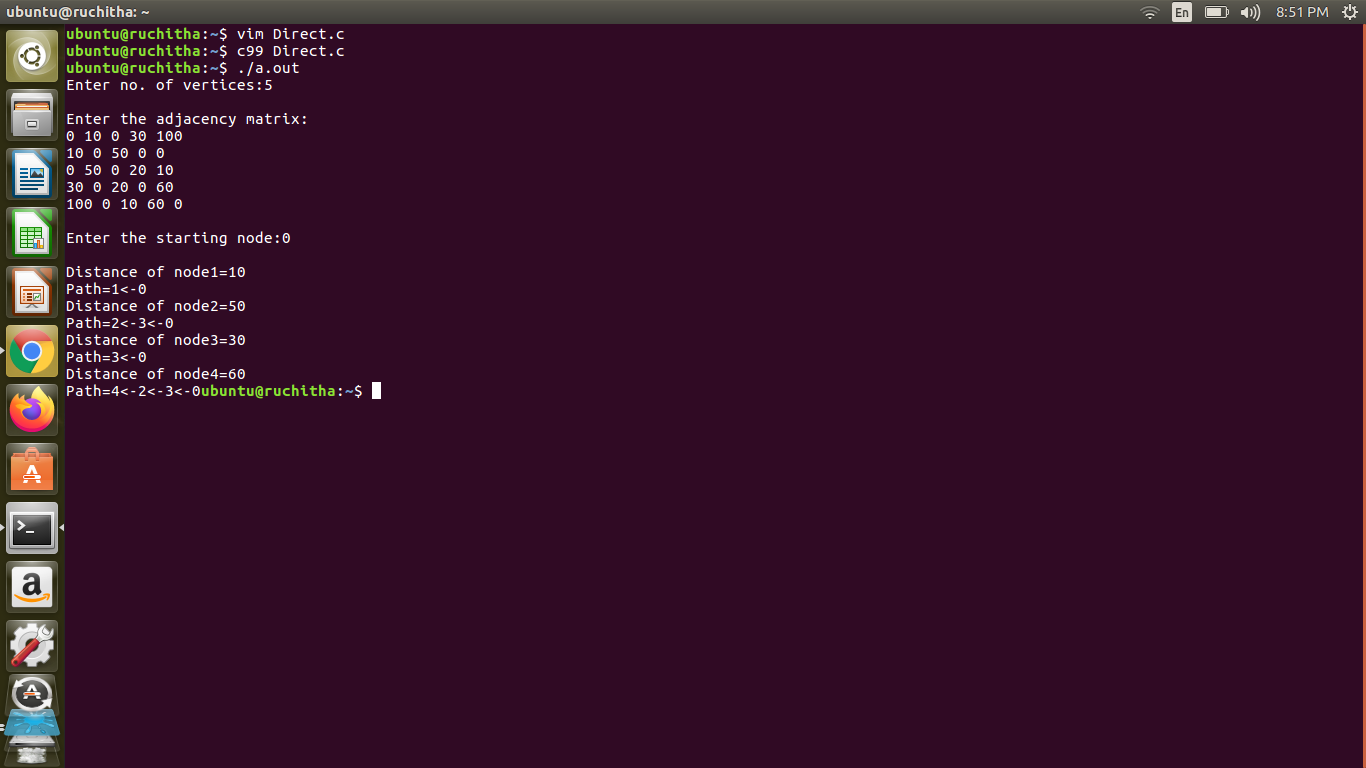 ubuntu@ruchitha: ~
En
8:51 PM
ubuntu@ruchitha:~$ vim Direct.c
ubuntu@ruchitha:~$ c99 Direct.c
ubuntu@ruchitha:~$ ./a.out
Enter no. of vertices:5
Enter the adjacency matrix:
0 10 0 30 100
10 0 50 0 0
0 50 0 20 10
30 0 20 0 60
100 0 10 60 0
Enter the starting node:0
Distance of node1=10
Path=1<-0
Distance of node2=50
Path=2<-3<-0
Distance of node3=30
Path=3<-0
Distance of node4=60
Path=4<-2<-3<-0ubuntu@ruchitha:~$